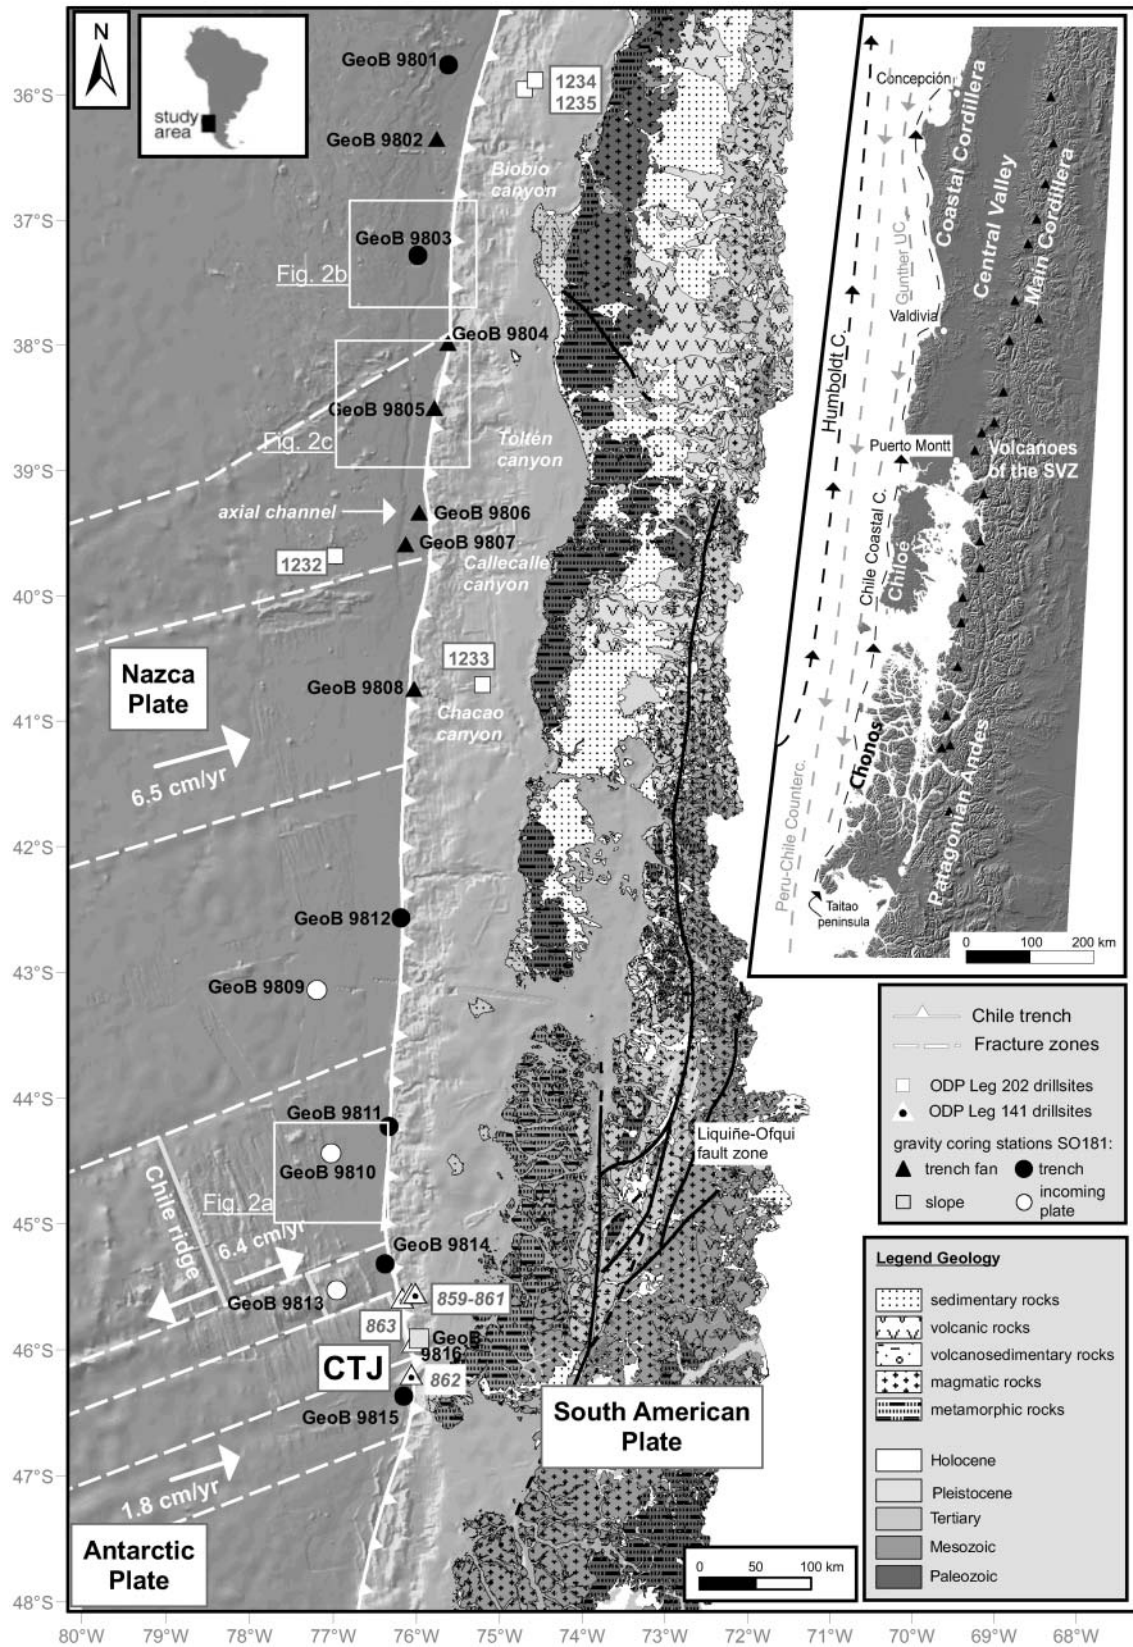 N
study
area
GeoB 9801
1234
1235
GeoB 9802
Biobio
canyon
GeoB 9803
Fig. 2b
GeoB 9804
GeoB 9805
Fig. 2c
Toltén
canyon
axial channel
GeoB 9806
GeoB 9807
1232
Callecalle
canyon
1233
Nazca
Plate
GeoB 9808
Chacao
canyon
6.5 cm/yr
GeoB 9812
GeoB 9809
GeoB 9811
GeoB 9810
Liquiñe-Ofqui
fault zone
Fig. 2a
Chile ridge
6.4 cm/yr
GeoB 9814
GeoB 9813
859-861
863
GeoB
9816
CTJ
862
GeoB 9815
South American
Plate
1.8 cm/yr
Antarctic
Plate
0 50 100 km
36°S
37°S
38°S
39°S
40°S
41°S
42°S
43°S
44°S
45°S
46°S
47°S
48°S
80°W 79°W 78°W 77°W 76°W 75°W 74°W 73°W 72°W 71°W 70°W 69°W 68°W
Concepción
Coastal Cordillera
Central Valley
Main Cordillera
Gunther UC.
Valdivia
Humboldt C.
Puerto Montt
Volcanoes
of the SVZ
Chile Coastal C.
Chiloé
Chonos
Patagonian Andes
Peru-Chile Counterc.
Taitao
peninsula
0 100 200 km
Chile trench
Fracture zones
ODP Leg 202 drillsites
ODP Leg 141 drillsites
gravity coring stations SO181:
trench fan
trench
slope
incoming
plate
Legend Geology
sedimentary rocks
volcanic rocks
volcanosedimentary rocks
magmatic rocks
metamorphic rocks
Holocene
Pleistocene
Tertiary
Mesozoic
Paleozoic